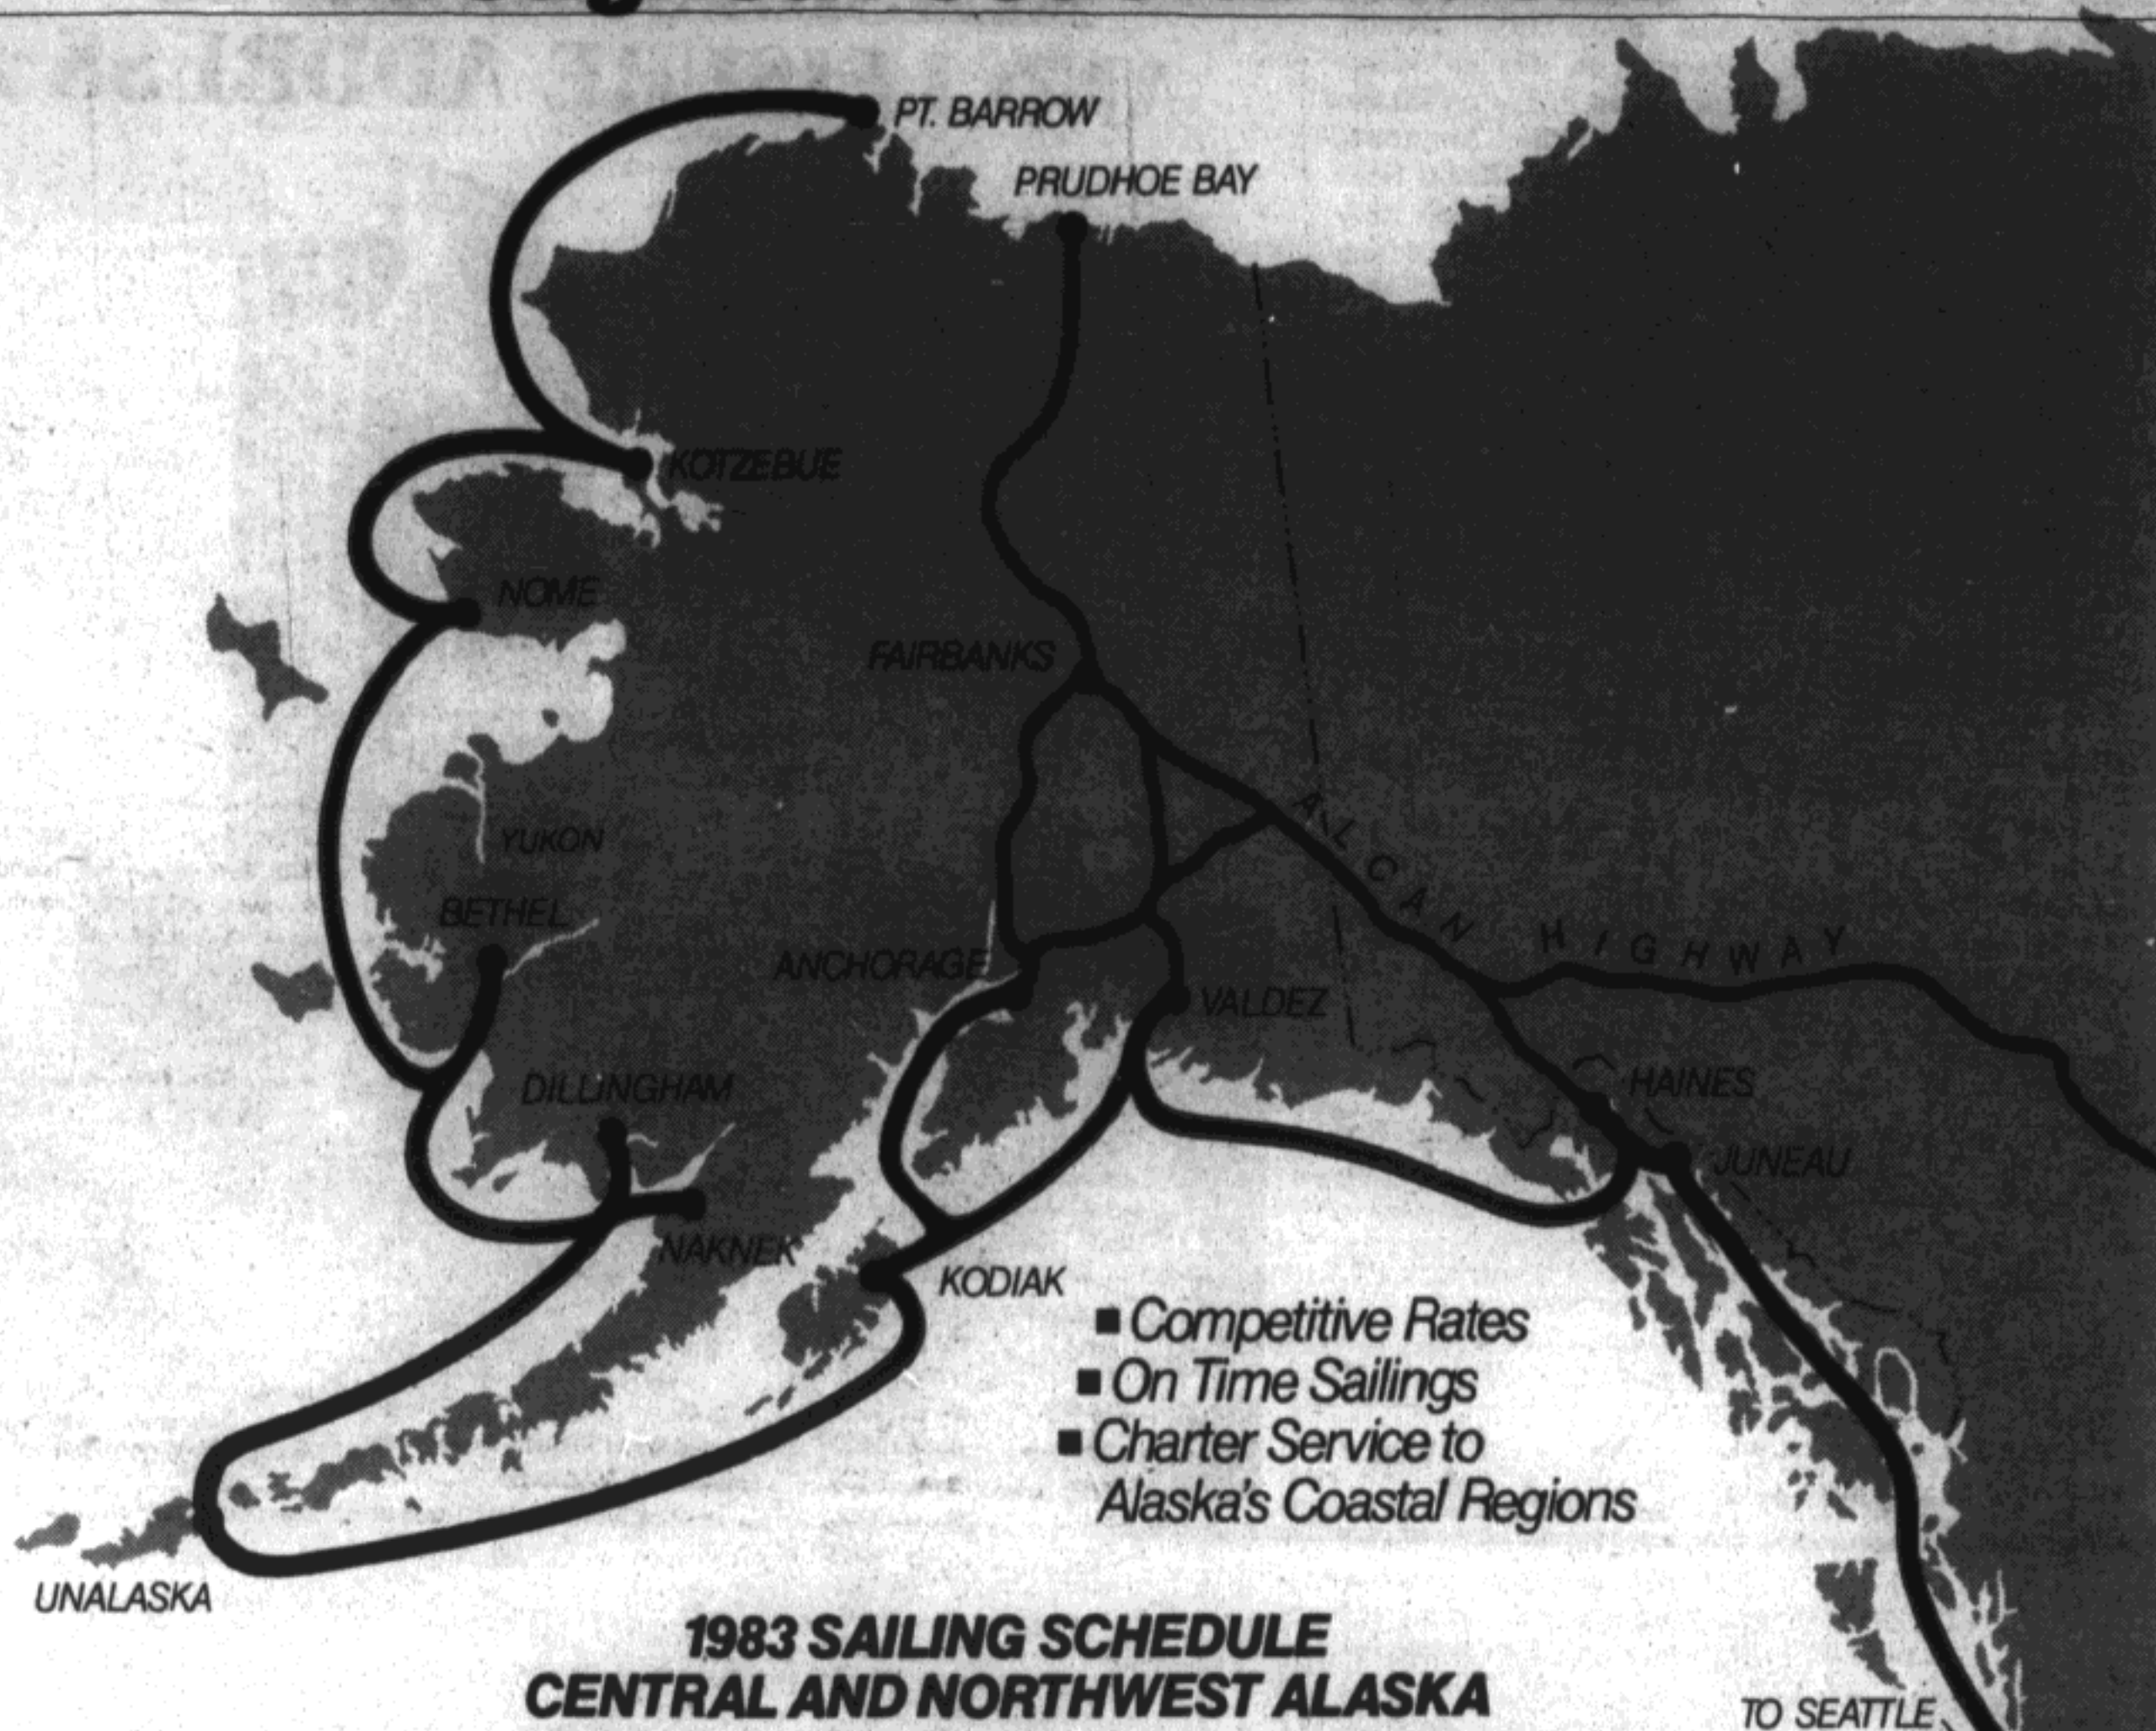 PT. BARROW
PRUDHOE BAY
KOTZEBUE
NOME
FAIRBANKS
ALCAN HIGHWAY
YUKON
BETHEL
ANCHORAGE
VALDEZ
DILLINGHAM
HAINES
JUNEAU
NAKNEK
KODIAK
■ Competitive Rates
■ On Time Sailings
■ Charter Service to
Alaska's Coastal Regions
UNALASKA
1983 SAILING SCHEDULE
CENTRAL AND NORTHWEST ALASKA
TO SEATTLE